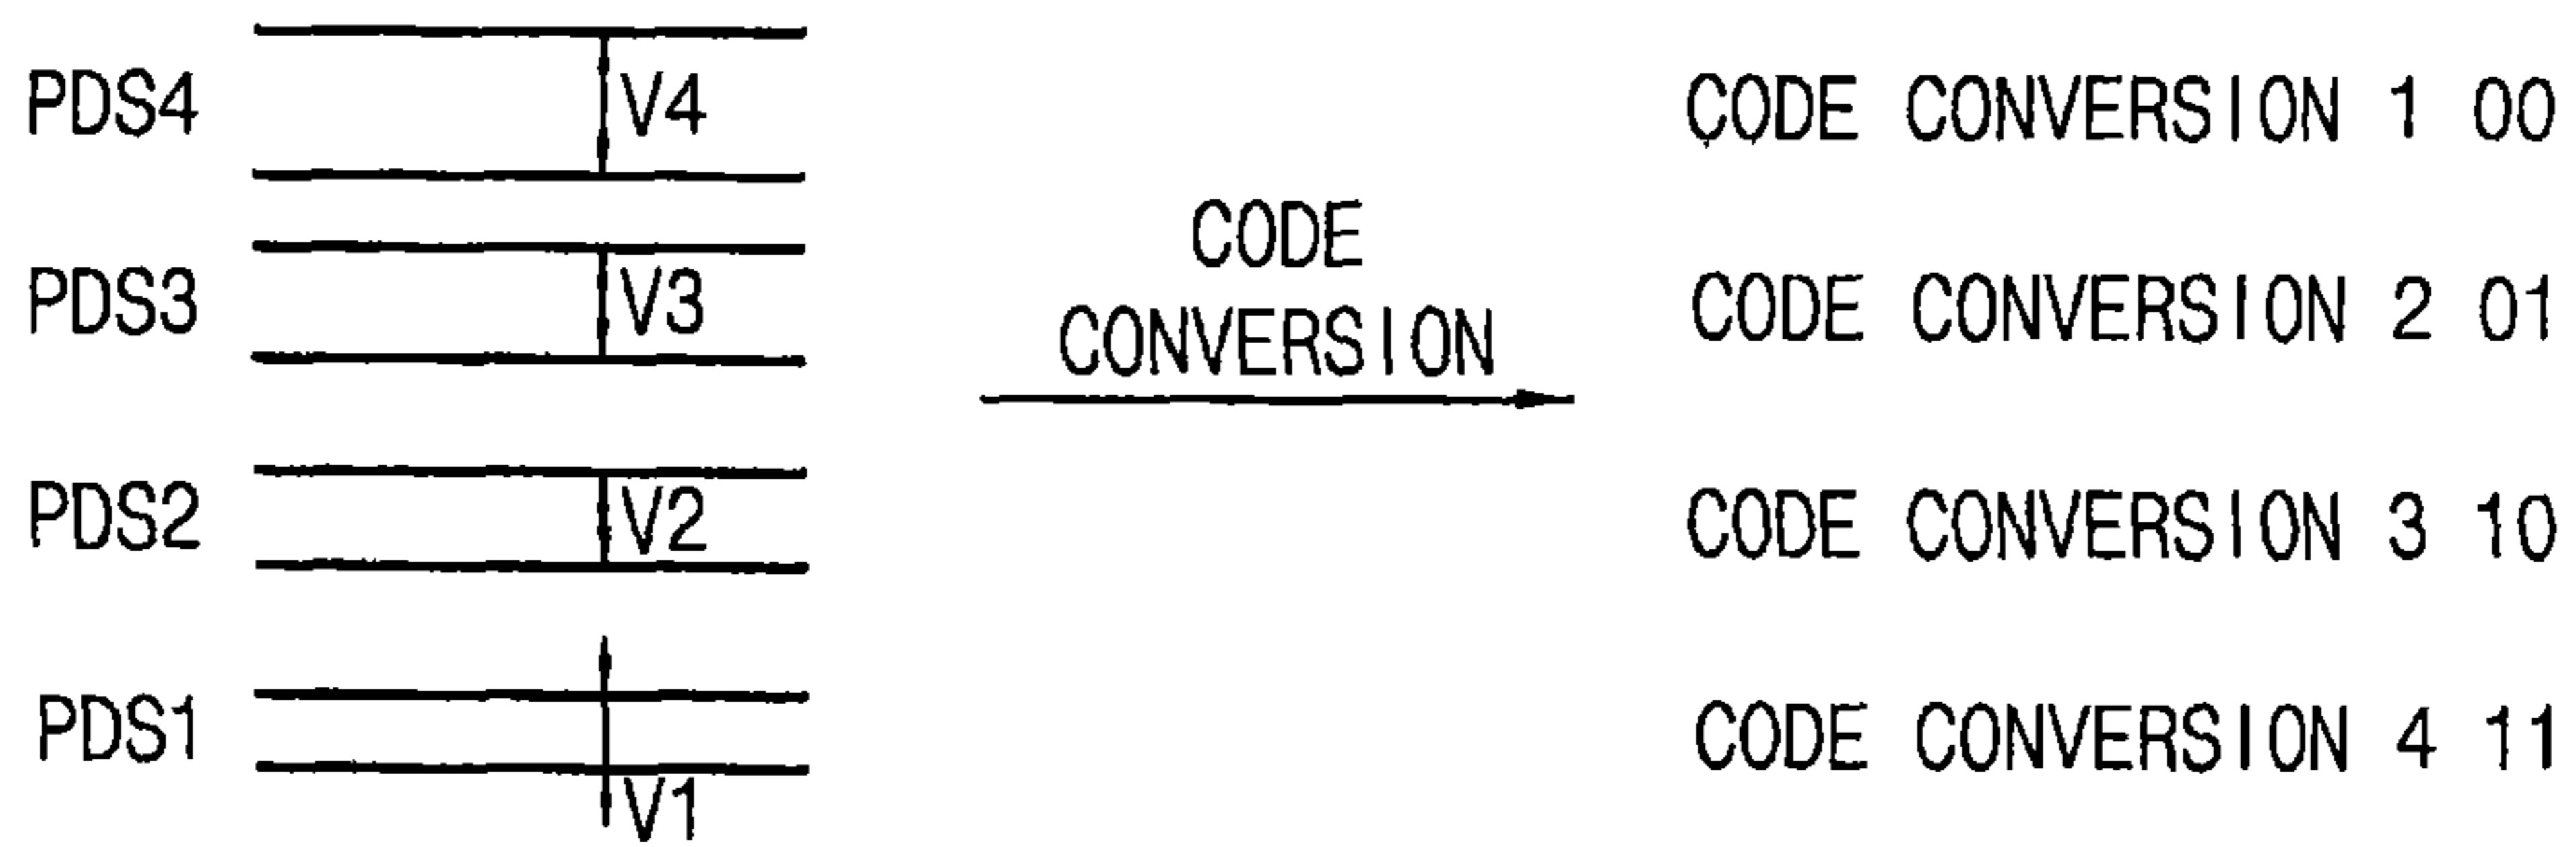 PDS4 V4 CODE CONVERSION 1 00
CODE
PDS3 V3 CODE CONVERSION 2 01
CONVERSION
PDS2 V2 CODE CONVERSION 3 10
PDS1 CODE CONVERSION 4 11
V1